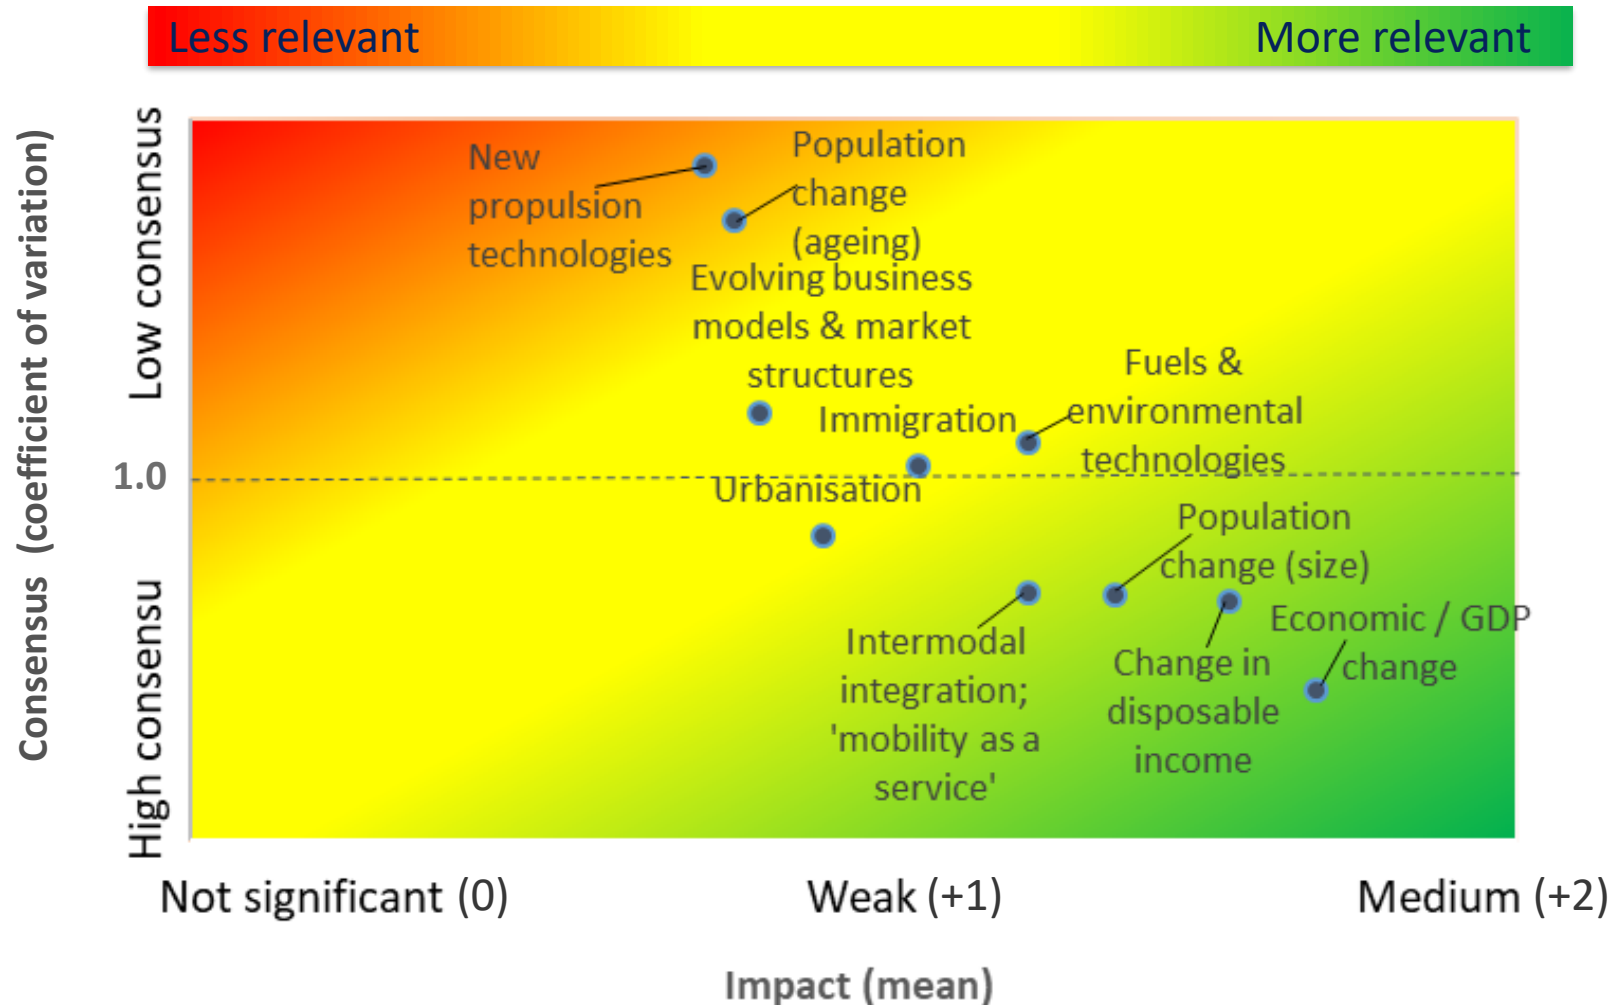 Less relevant
More relevant
Consensus (coefficient of variation)
Low consensus
1.0
High consensu
New
propulsion
technologies
Population
change
(ageing)
Evolving business
models & market
structures
Immigration
Fuels &
environmental
technologies
Urbanisation
Population
change (size)
Intermodal
integration;
'mobility as a
service'
Change in
disposable
income
Economic / GDP
change
Not significant (0)
Weak (+1)
Medium (+2)
Impact (mean)